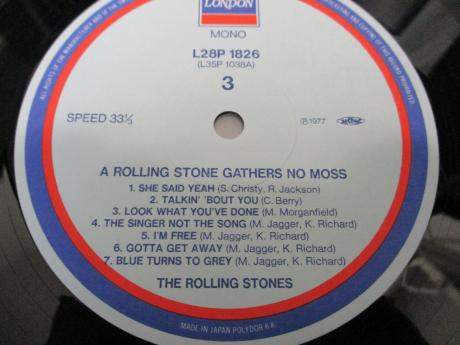 LONDON
MONO
L28P 1826
(L35P 1038A)
3
SPEED 33⅓
Ⓟ1977
A ROLLING STONE GATHERS NO MOSS
1. SHE SAID YEAH (S. Christy, R. Jackson)
2. TALKIN' 'BOUT YOU (C. Berry)
3. LOOK WHAT YOU'VE DONE (M. Morganfield)
4. THE SINGER NOT THE SONG (M. Jagger, K. Richard)
5. I'M FREE (M. Jagger, K. Richard)
6. GOTTA GET AWAY (M. Jagger, K. Richard)
7. BLUE TURNS TO GREY (M. Jagger, K. Richard)
THE ROLLING STONES
MADE IN JAPAN POLYDOR K.K.